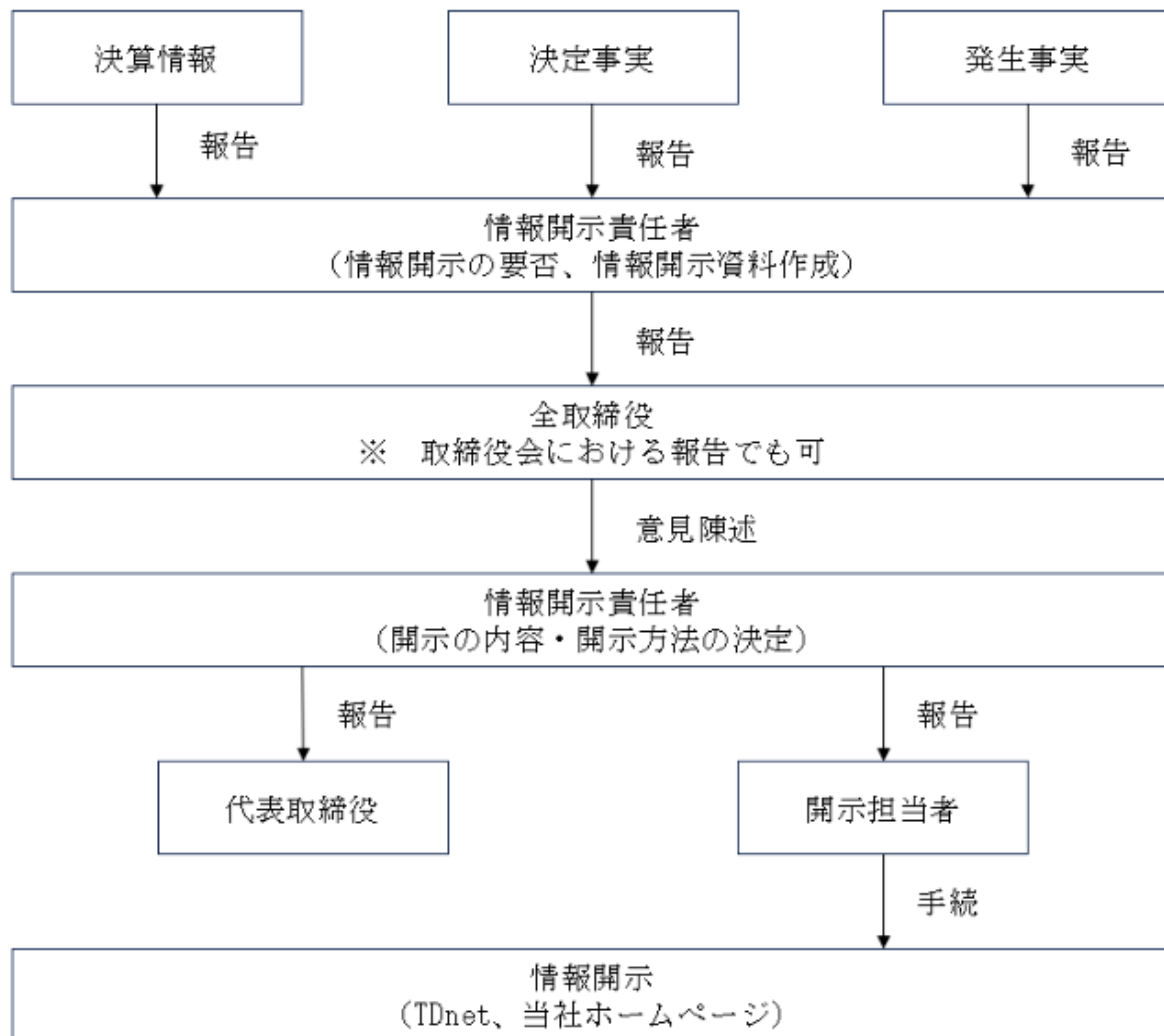 決算情報
決定事実
発生事実
報告
報告
報告
情報開示責任者
（情報開示の要否、情報開示資料作成）
報告
全取締役
※　取締役会における報告でも可
意見陳述
情報開示責任者
（開示の内容・開示方法の決定）
報告
報告
代表取締役
開示担当者
手続
情報開示
（TDnet、当社ホームページ）